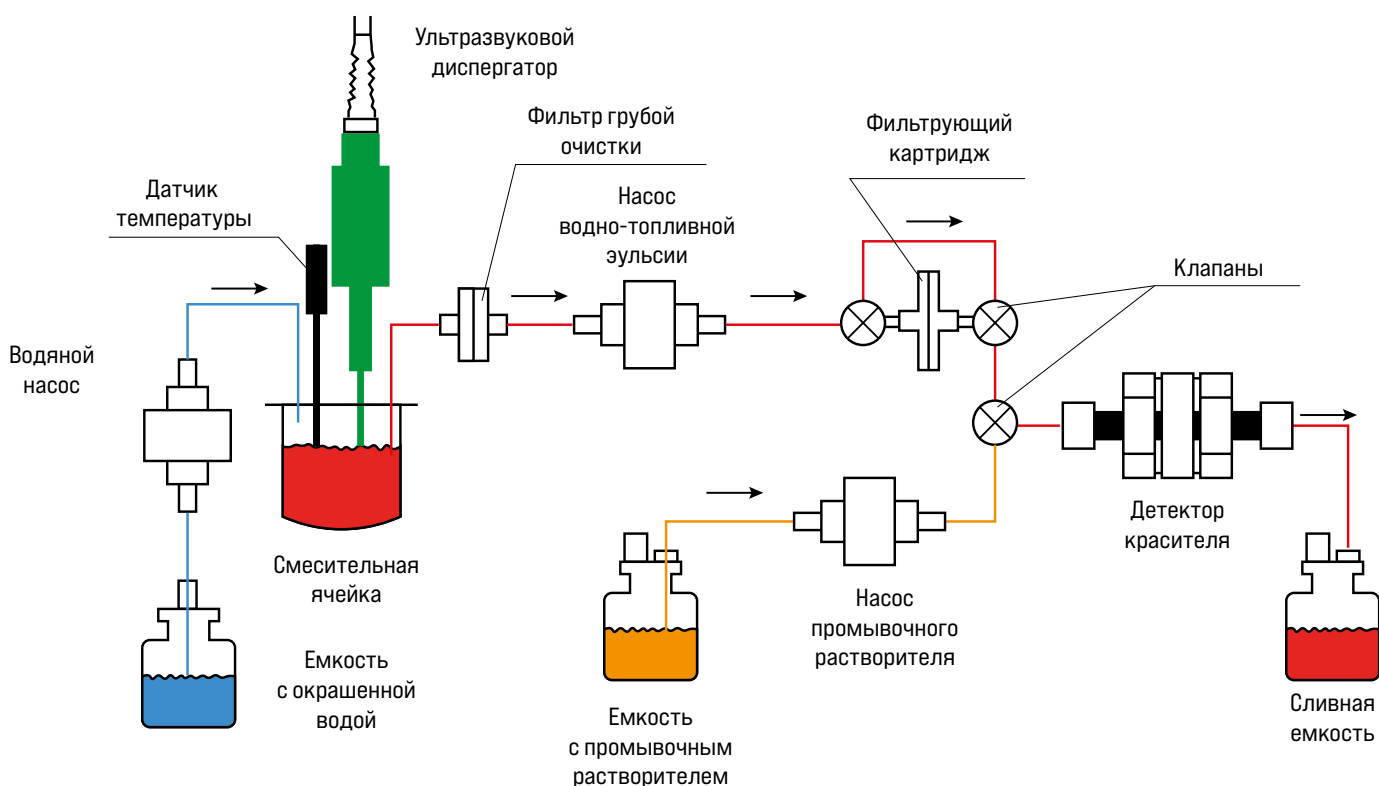 Ультразвуковой
диспергатор
Фильтр грубой
очистки
Фильтрующий
картридж
Датчик
температуры
Насос
водно-топливной
эульсии
Клапаны
Водяной
насос
Смесительная
ячейка
Детектор
красителя
Емкость
с окрашенной
водой
Насос
промывочного
растворителя
Емкость
с промывочным
растворителем
Сливная
емкость